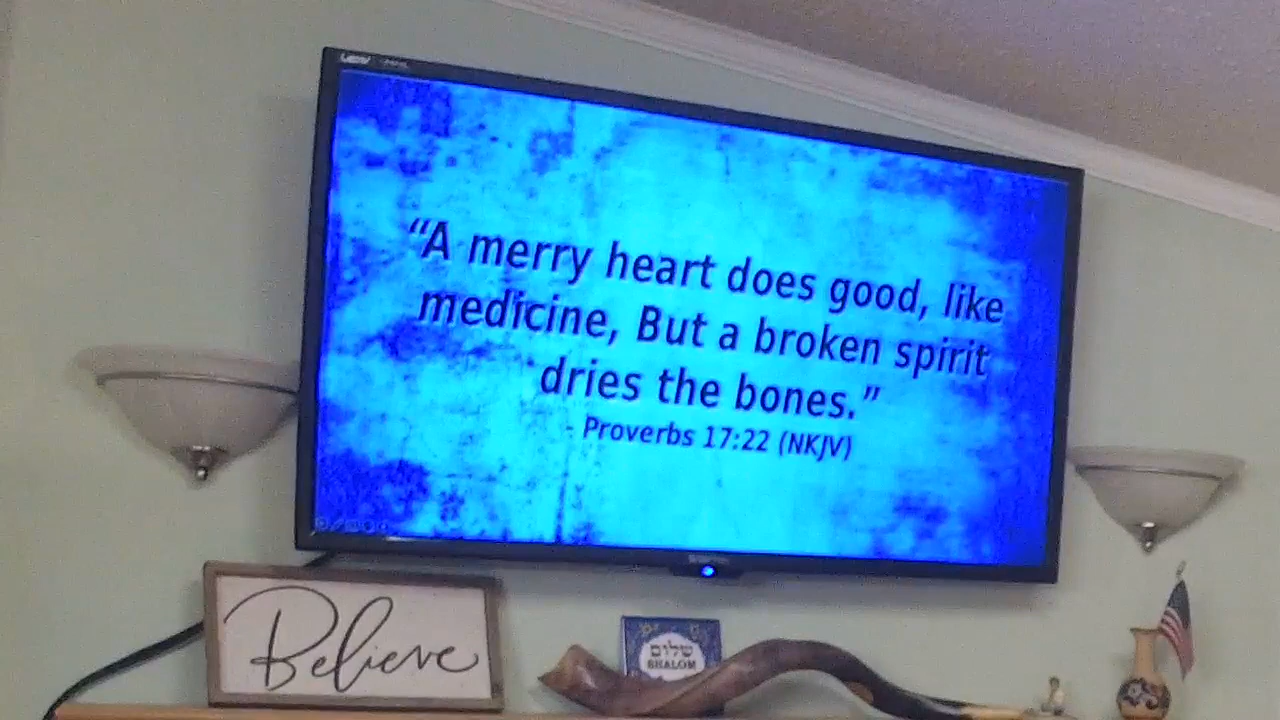 “A merry heart does good, like
medicine, But a broken spirit
dries the bones.”
- Proverbs 17:22 (NKJV)
Believe
שלום
SHALOM